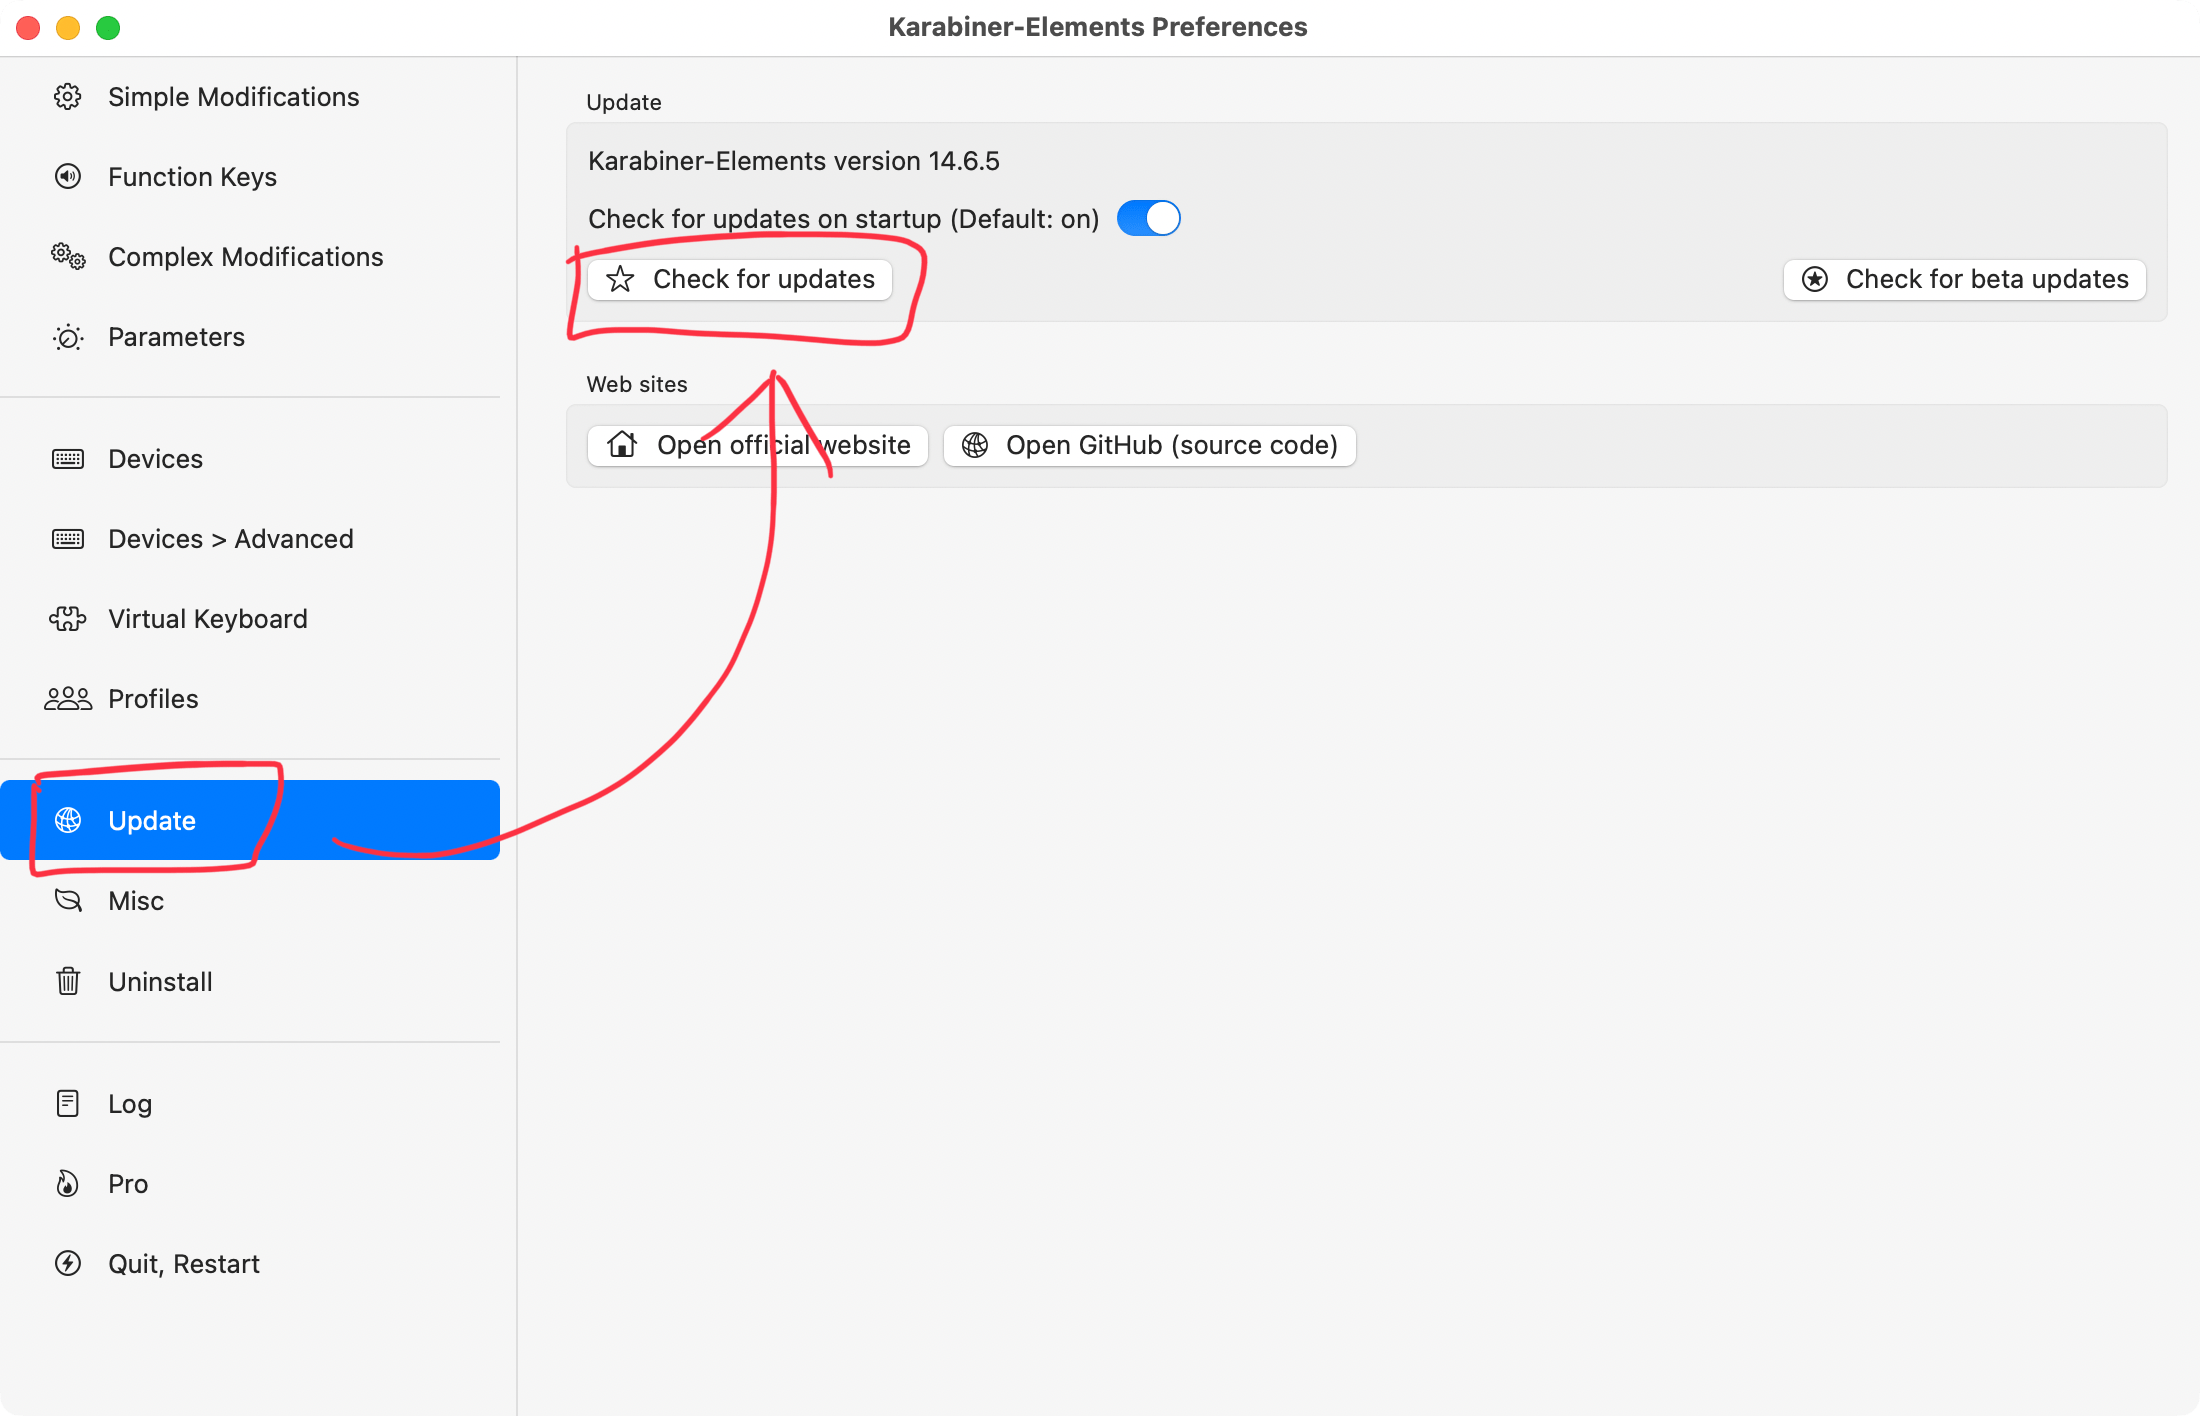 Karabiner-Elements Preferences
Simple Modifications
Function Keys
Complex Modifications
Parameters
Devices
Devices > Advanced
Virtual Keyboard
Profiles
Update
Misc
Uninstall
Log
Pro
Quit, Restart
Update
Karabiner-Elements version 14.6.5
Check for updates on startup (Default: on)
Check for updates
Check for beta updates
Web sites
Open official website
Open GitHub (source code)